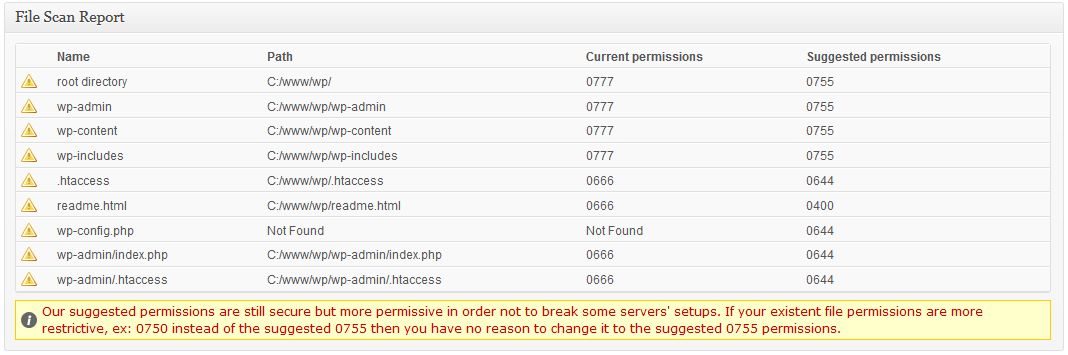 File Scan Report
Name Path Current permissions Suggested permissions
root directory C:/www/wp/ 0777 0755
wp-admin C:/www/wp/wp-admin 0777 0755
wp-content C:/www/wp/wp-content 0777 0755
wp-includes C:/www/wp/wp-includes 0777 0755
.htaccess C:/www/wp/.htaccess 0666 0644
readme.html C:/www/wp/readme.html 0666 0400
wp-config.php Not Found Not Found 0644
wp-admin/index.php C:/www/wp/wp-admin/index.php 0666 0644
wp-admin/.htaccess C:/www/wp/wp-admin/.htaccess 0666 0644
Our suggested permissions are still secure but more permissive in order not to break some servers' setups. If your existent file permissions are more
restrictive, ex: 0750 instead of the suggested 0755 then you have no reason to change it to the suggested 0755 permissions.